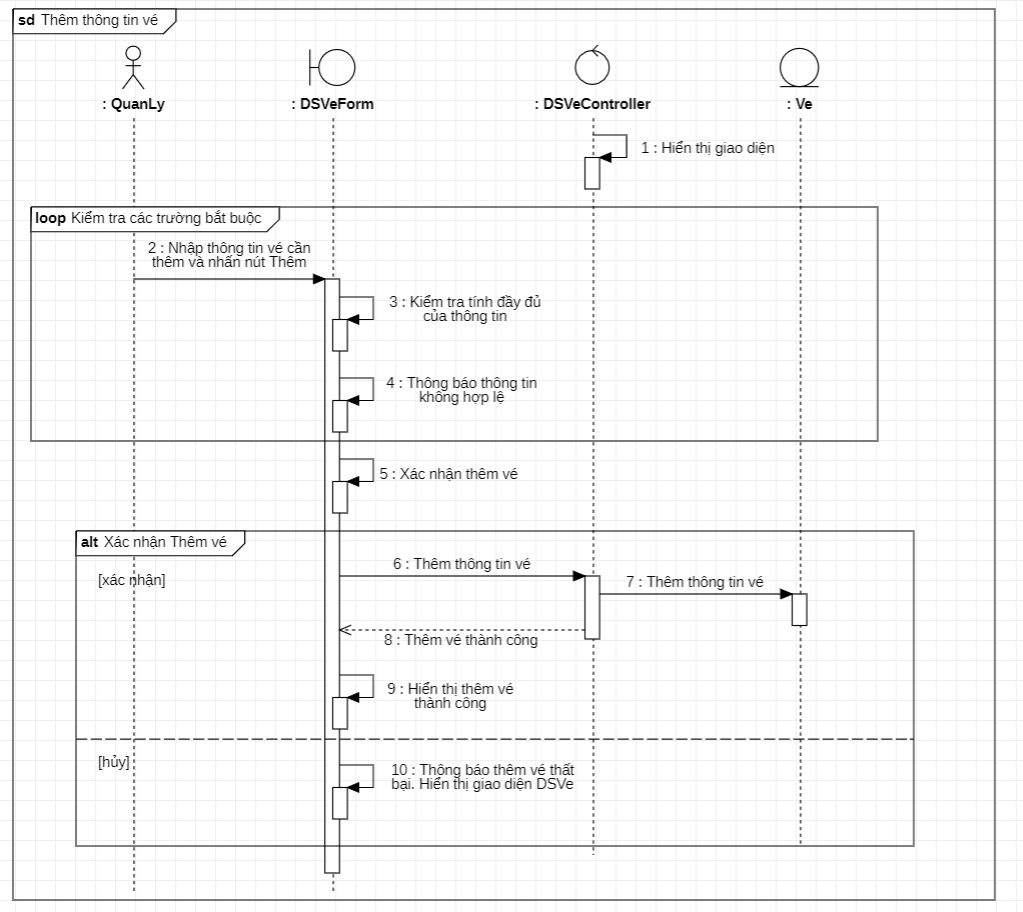 sd Thêm thông tin vé
: QuanLy
: DSVeForm
: DSVeController
: Ve
1 : Hiển thị giao diện
loop Kiểm tra các trường bắt buộc
2 : Nhập thông tin vé cần
thêm và nhấn nút Thêm
3 : Kiểm tra tính đầy đủ
của thông tin
4 : Thông báo thông tin
không hợp lệ
5 : Xác nhận thêm vé
alt Xác nhận Thêm vé
[xác nhận]
6 : Thêm thông tin vé
7 : Thêm thông tin vé
8 : Thêm vé thành công
9 : Hiển thị thêm vé
thành công
[hủy]
10 : Thông báo thêm vé thất
bại. Hiển thị giao diện DSVe